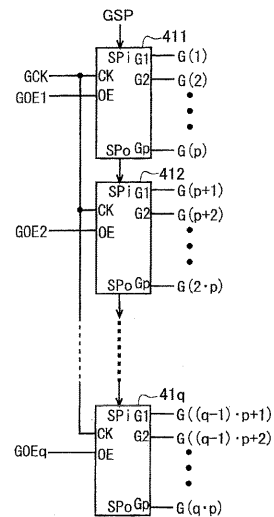 GSP
411
SPi G1 G(1)
GCK CK G2 G(2)
GOE1 OE
SPo Gp G(p)
412
SPi G1 G(p+1)
CK G2 G(p+2)
GOE2 OE
SPo Gp G(2·p)
41q
SPi G1 G((q-1)·p+1)
CK G2 G((q-1)·p+2)
GOEq OE
SPo Gp G(q·p)